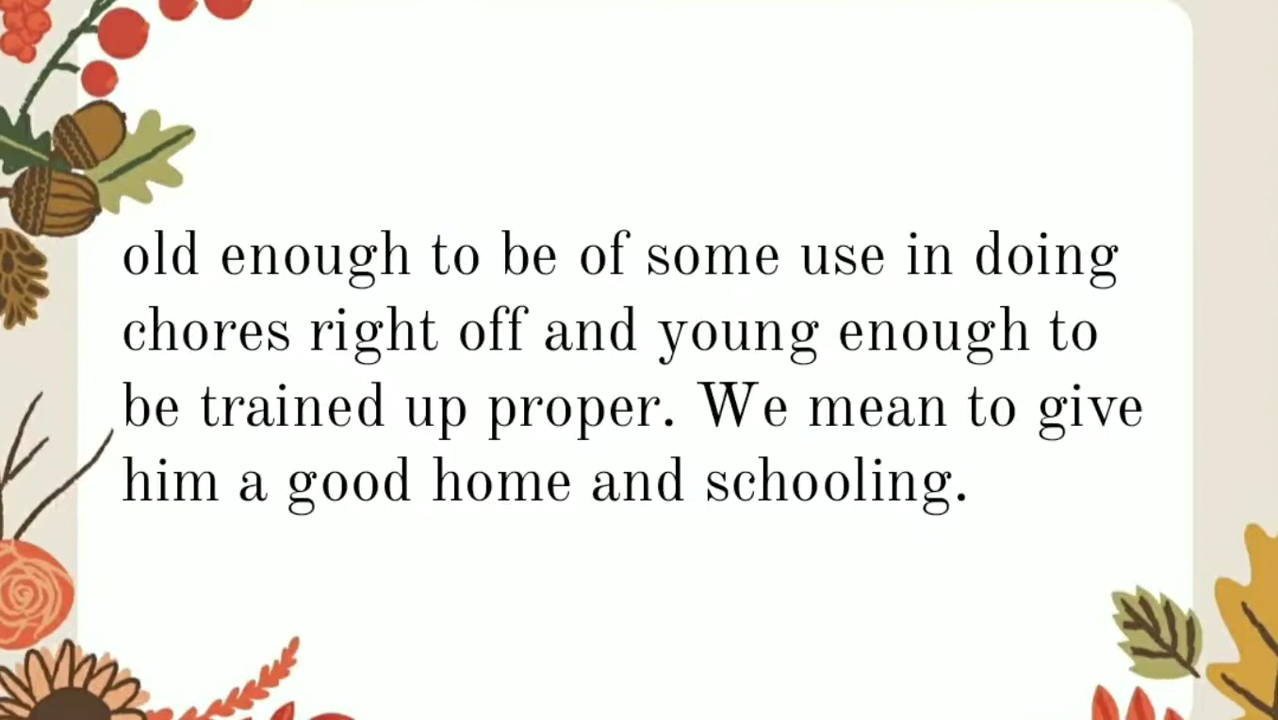 old enough to be of some use in doing
chores right off and young enough to
be trained up proper. We mean to give
him a good home and schooling.